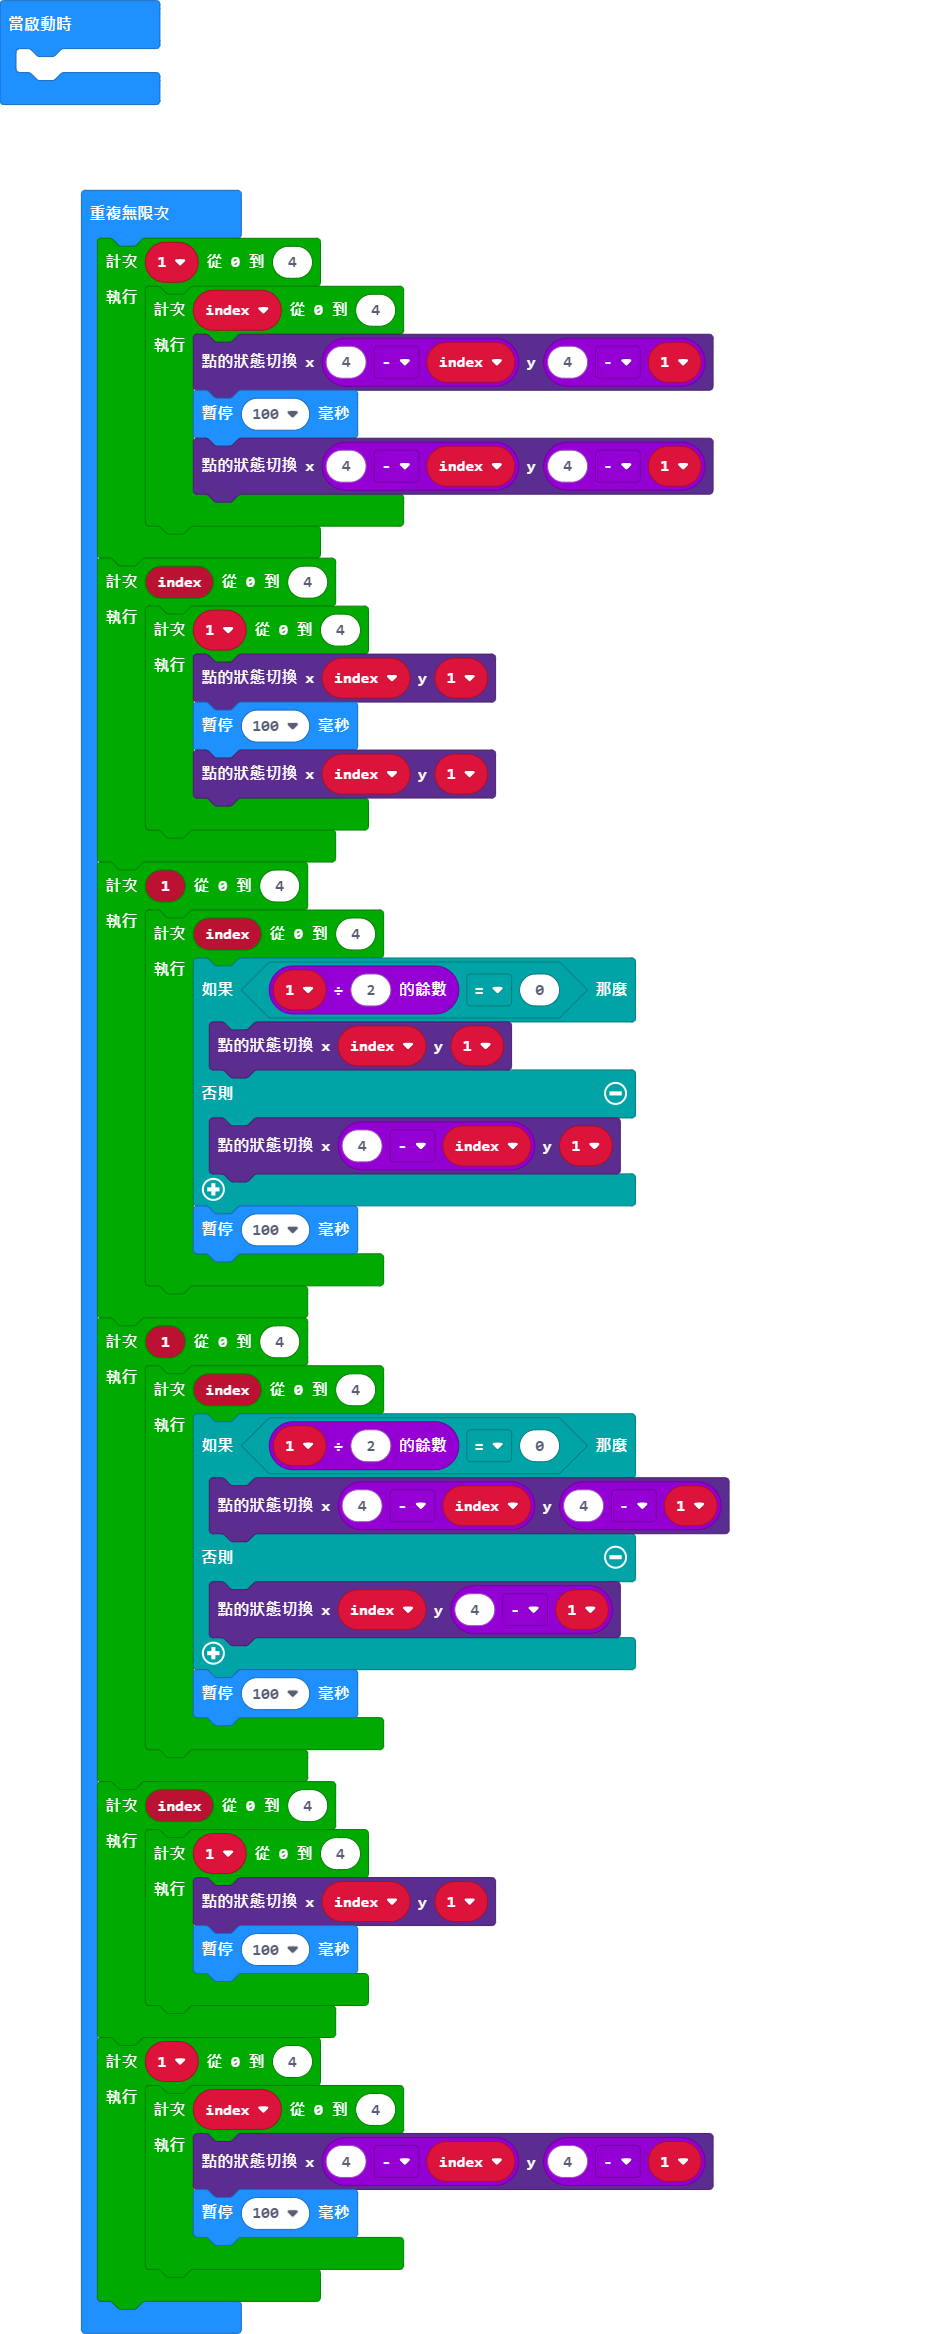 當啟動時
重複無限次
計次 1 從 0 到 4
執行
計次 index 從 0 到 4
執行
點的狀態切換 x 4 - index y 4 - 1
暫停 100 毫秒
點的狀態切換 x 4 - index y 4 - 1
計次 index 從 0 到 4
執行
計次 1 從 0 到 4
執行
點的狀態切換 x index y 1
暫停 100 毫秒
點的狀態切換 x index y 1
計次 1 從 0 到 4
執行
計次 index 從 0 到 4
執行
如果 1 ÷ 2 的餘數 = 0 那麼
點的狀態切換 x index y 1
否則
點的狀態切換 x 4 - index y 1
暫停 100 毫秒
計次 1 從 0 到 4
執行
計次 index 從 0 到 4
執行
如果 1 ÷ 2 的餘數 = 0 那麼
點的狀態切換 x 4 - index y 4 - 1
否則
點的狀態切換 x index y 4 - 1
暫停 100 毫秒
計次 index 從 0 到 4
執行
計次 1 從 0 到 4
執行
點的狀態切換 x index y 1
暫停 100 毫秒
計次 1 從 0 到 4
執行
計次 index 從 0 到 4
執行
點的狀態切換 x 4 - index y 4 - 1
暫停 100 毫秒